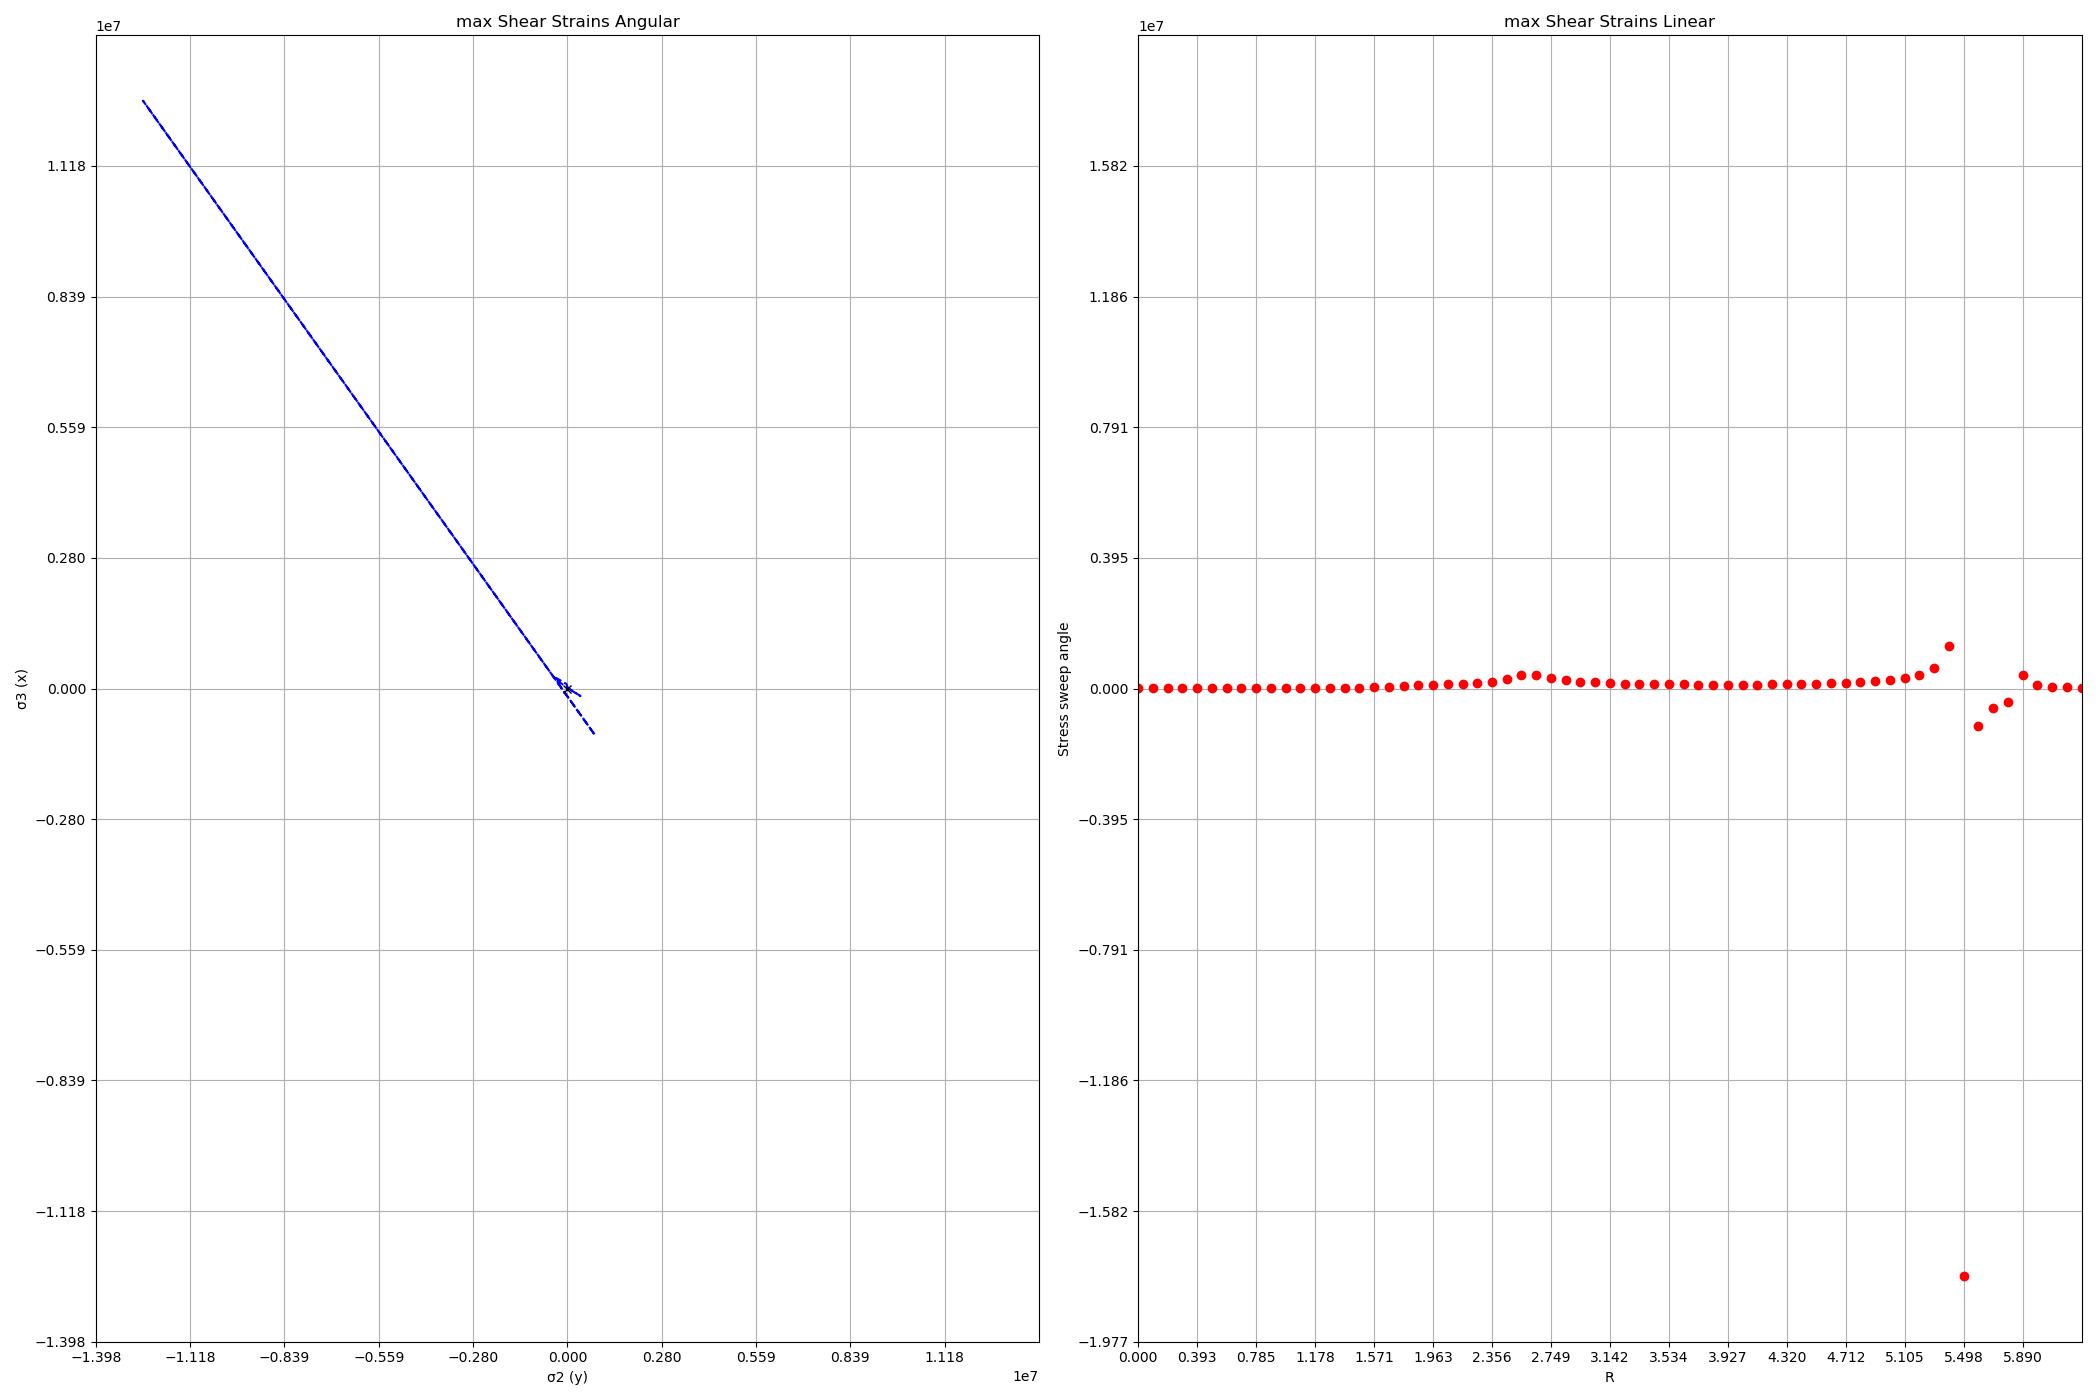 max Shear Strains Angular
1e7
1.118
0.839
0.559
0.280
0.000
−0.280
−0.559
−0.839
−1.118
−1.398
σ3 (x)
−1.398 −1.118 −0.839 −0.559 −0.280 0.000 0.280 0.559 0.839 1.118
1e7
σ2 (y)
max Shear Strains Linear
1e7
1.582
1.186
0.791
0.395
0.000
−0.395
−0.791
−1.186
−1.582
−1.977
Stress sweep angle
0.000 0.393 0.785 1.178 1.571 1.963 2.356 2.749 3.142 3.534 3.927 4.320 4.712 5.105 5.498 5.890
R